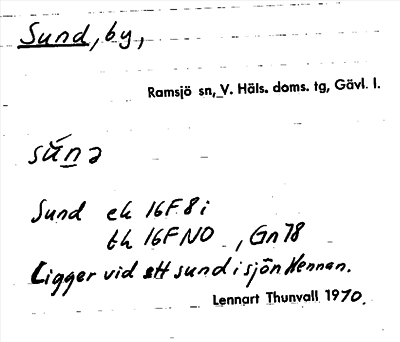 Sund, by,
Ramsjö sn, V. Häls. doms. tg, Gävl. l.
sún̲ə
Sund ek 16F 8i
tk 16F NO , Gn 78
Ligger vid ett sund i sjön Hennan.
Lennart Thunvall 1970.